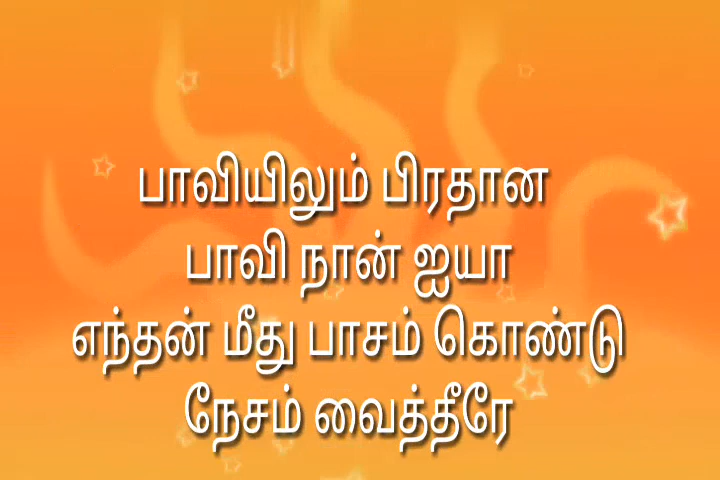 பாவியிலும் பிரதான
பாவி நான் ஐயா
எந்தன் மீது பாசம் கொண்டு
நேசம் வைத்தீரே